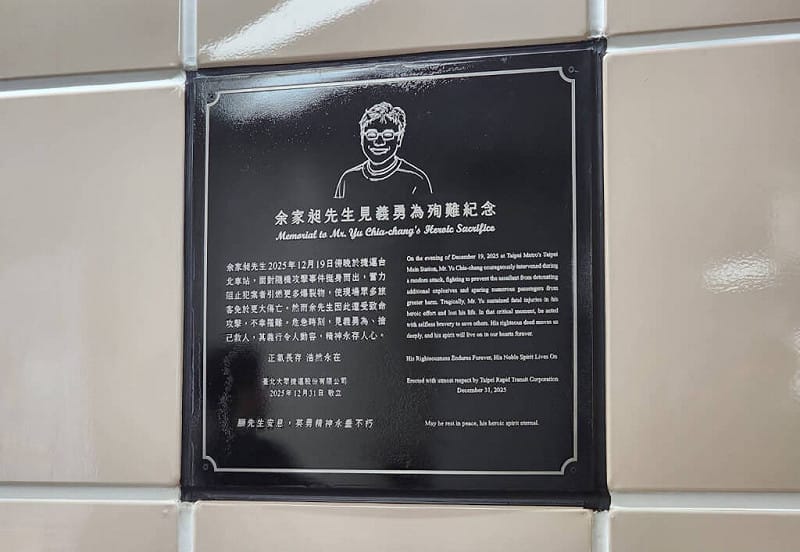 余家昶先生見義勇為殉難紀念
Memorial to Mr. Yu Chia-chang's Heroic Sacrifice
余家昶先生2025年12月19日傍晚於捷運台
北車站，面對隨機攻擊事件挺身而出，奮力
阻止犯案者引燃更多爆裂物，使現場眾多旅
客免於更大傷亡。然而余先生因此遭受致命
攻擊，不幸罹難。危急時刻，見義勇為、捨
己救人，其義行令人動容，精神永存人心。
正氣長存 浩然永在
臺北大眾捷運股份有限公司
2025年12月31日 敬立
願先生安息，英勇精神永垂不朽
On the evening of December 19, 2025 at Taipei Metro's Taipei
Main Station, Mr. Yu Chia-chang courageously intervened during
a random attack, fighting to prevent the assailant from detonating
additional explosives and sparing numerous passengers from
greater harm. Tragically, Mr. Yu sustained fatal injuries in his
heroic effort and lost his life. In that critical moment, he acted
with selfless bravery to save others. His righteous deed moves us
deeply, and his spirit will live on in our hearts forever.
His Righteousness Endures Forever, His Noble Spirit Lives On
Erected with utmost respect by Taipei Rapid Transit Corporation
December 31, 2025
May he rest in peace, his heroic spirit eternal.